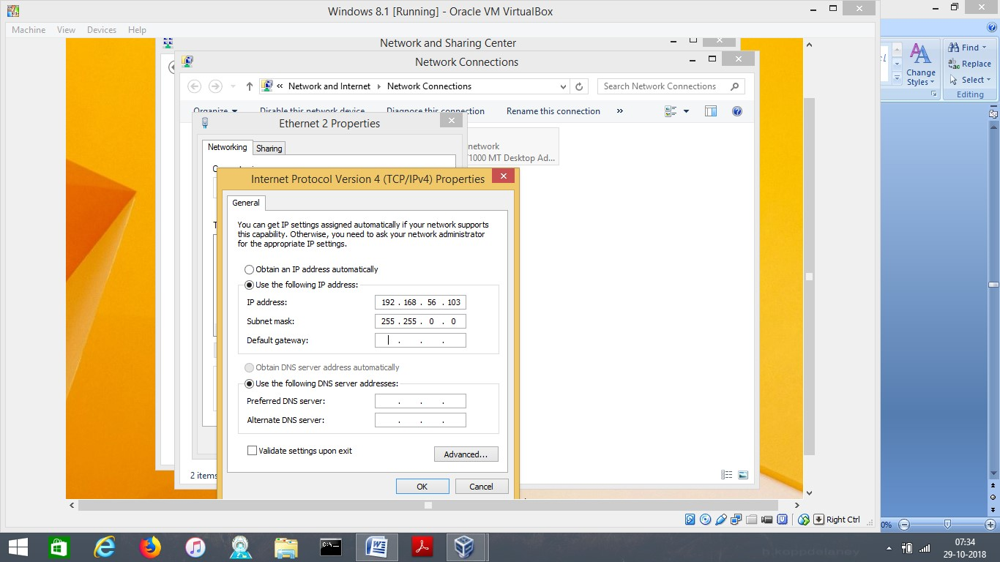 Windows 8.1 [Running] - Oracle VM VirtualBox
Machine View Devices Help
Network and Sharing Center
Network Connections
« Network and Internet Network Connections
Search Network Connections
Organize Disable this network device Diagnose this connection Rename this connection »
Ethernet 2 Properties
Networking Sharing
network
1000 MT Desktop Ad...
Internet Protocol Version 4 (TCP/IPv4) Properties
General
You can get IP settings assigned automatically if your network supports
this capability. Otherwise, you need to ask your network administrator
for the appropriate IP settings.
Obtain an IP address automatically
Use the following IP address:
IP address: 192 . 168 . 56 . 103
Subnet mask: 255 . 255 . 0 . 0
Default gateway: . . .
Obtain DNS server address automatically
Use the following DNS server addresses:
Preferred DNS server: . . .
Alternate DNS server: . . .
Validate settings upon exit
Advanced...
OK Cancel
2 items
Right Ctrl
Find
Replace
Select
Change
Styles
Editing
0%
C:\_
07:34
29-10-2018
b.koppdelaney